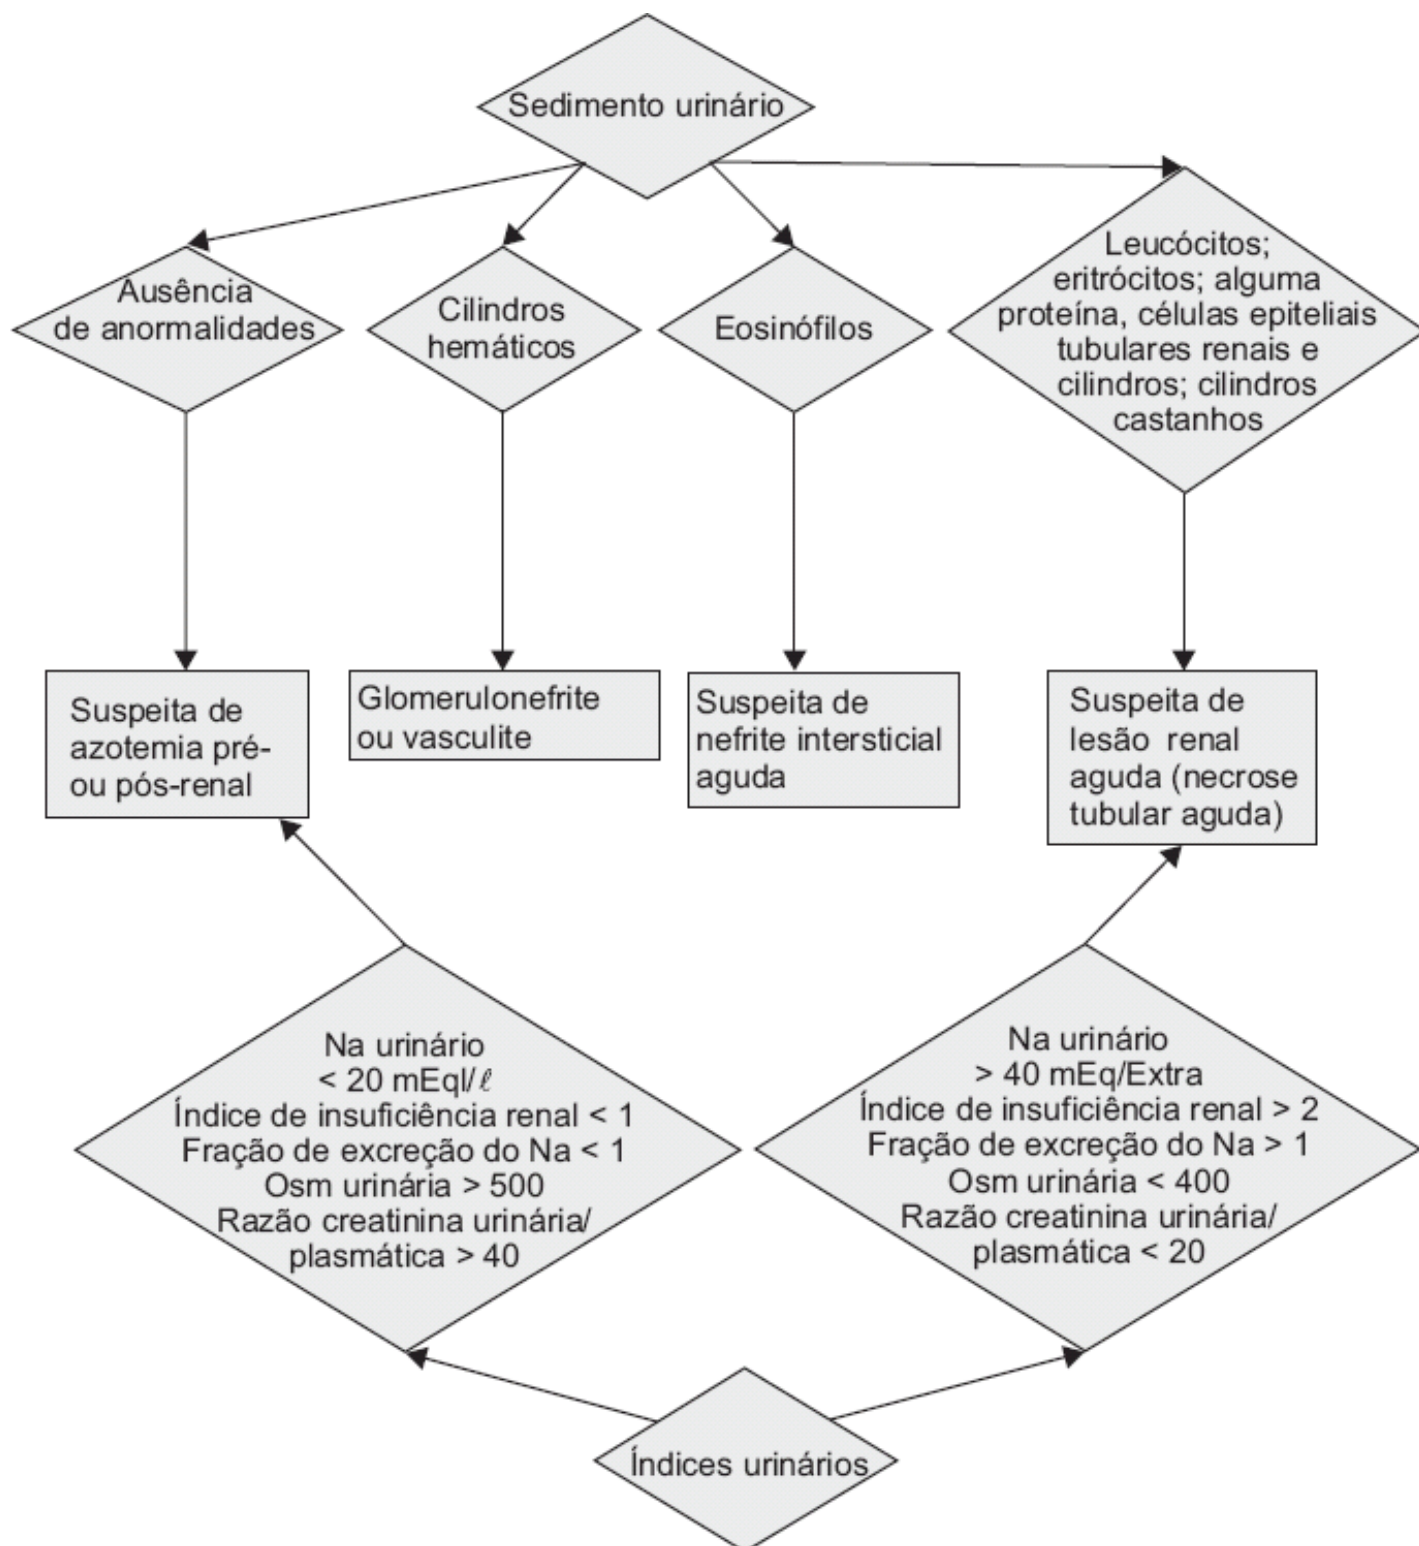 Sedimento urinário
Ausência
de anormalidades
Cilindros
hemáticos
Eosinófilos
Leucócitos;
eritrócitos; alguma
proteína, células epiteliais
tubulares renais e
cilindros; cilindros
castanhos
Suspeita de
azotemia pré-
ou pós-renal
Glomerulonefrite
ou vasculite
Suspeita de
nefrite intersticial
aguda
Suspeita de
lesão renal
aguda (necrose
tubular aguda)
Na urinário
< 20 mEql/ℓ
Índice de insuficiência renal < 1
Fração de excreção do Na < 1
Osm urinária > 500
Razão creatinina urinária/
plasmática > 40
Na urinário
> 40 mEq/Extra
Índice de insuficiência renal > 2
Fração de excreção do Na > 1
Osm urinária < 400
Razão creatinina urinária/
plasmática < 20
Índices urinários